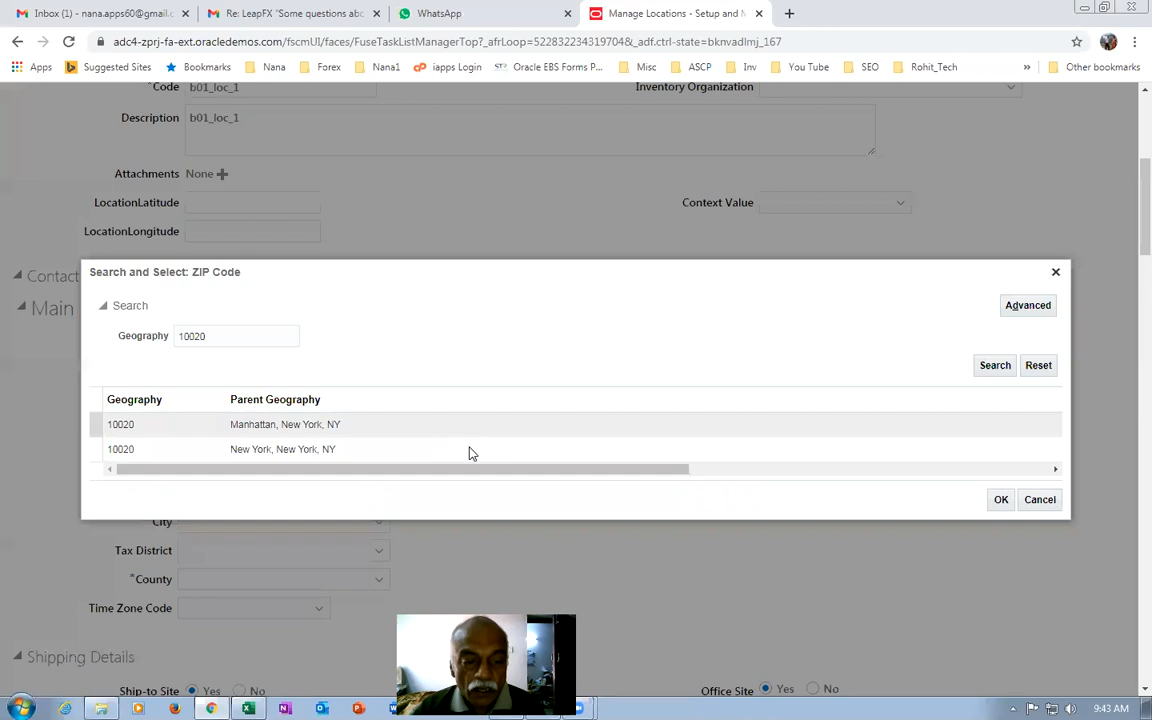 Inbox (1) - nana.apps60@gmail.c
Re: LeapFX "Some questions abc
WhatsApp
Manage Locations - Setup and M
adc4-zprj-fa-ext.oracledemos.com/fscmUI/faces/FuseTaskListManagerTop?_afrLoop=52283223431970​4&_adf.ctrl-state=bknvadlmj_167
Apps
Suggested Sites
Bookmarks
Nana
Forex
Nana1
iapps Login
Oracle EBS Forms P...
Misc
ASCP
Inv
You Tube
SEO
Rohit_Tech
»
Other bookmarks
*Code b01_loc_1
Inventory Organization
Description b01_loc_1
Attachments None
LocationLatitude
Context Value
LocationLongitude
Contact
Main
Search and Select: ZIP Code
Search
Advanced
Geography 10020
Search Reset
Geography Parent Geography
10020 Manhattan, New York, NY
10020 New York, New York, NY
OK Cancel
City
Tax District
*County
Time Zone Code
Shipping Details
Ship-to Site Yes No
Office Site Yes No
9:43 AM